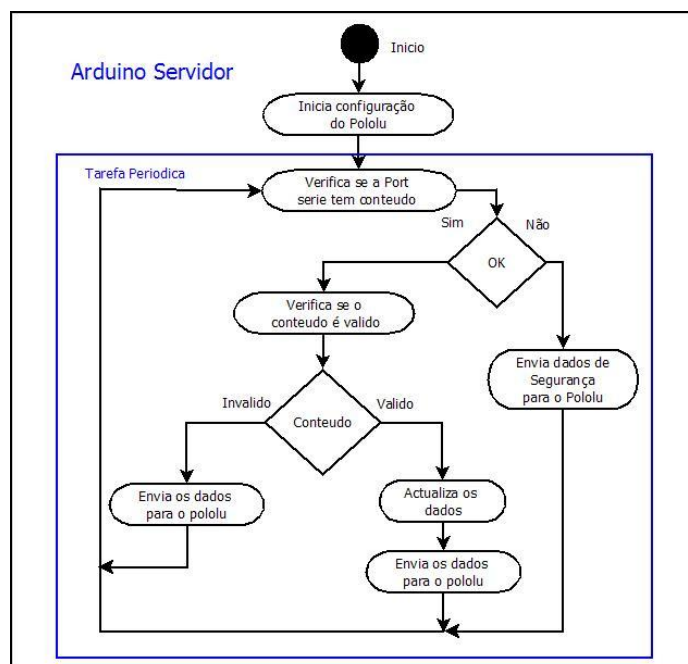 Inicio
Arduino Servidor
Inicia configuração
do Pololu
Tarefa Periodica
Verifica se a Port
serie tem conteudo
Sim
Não
OK
Verifica se o
conteudo é valido
Envia dados de
Segurança
para o Pololu
Invalido
Valido
Conteudo
Envia os dados
para o pololu
Actualiza os
dados
Envia os dados
para o pololu